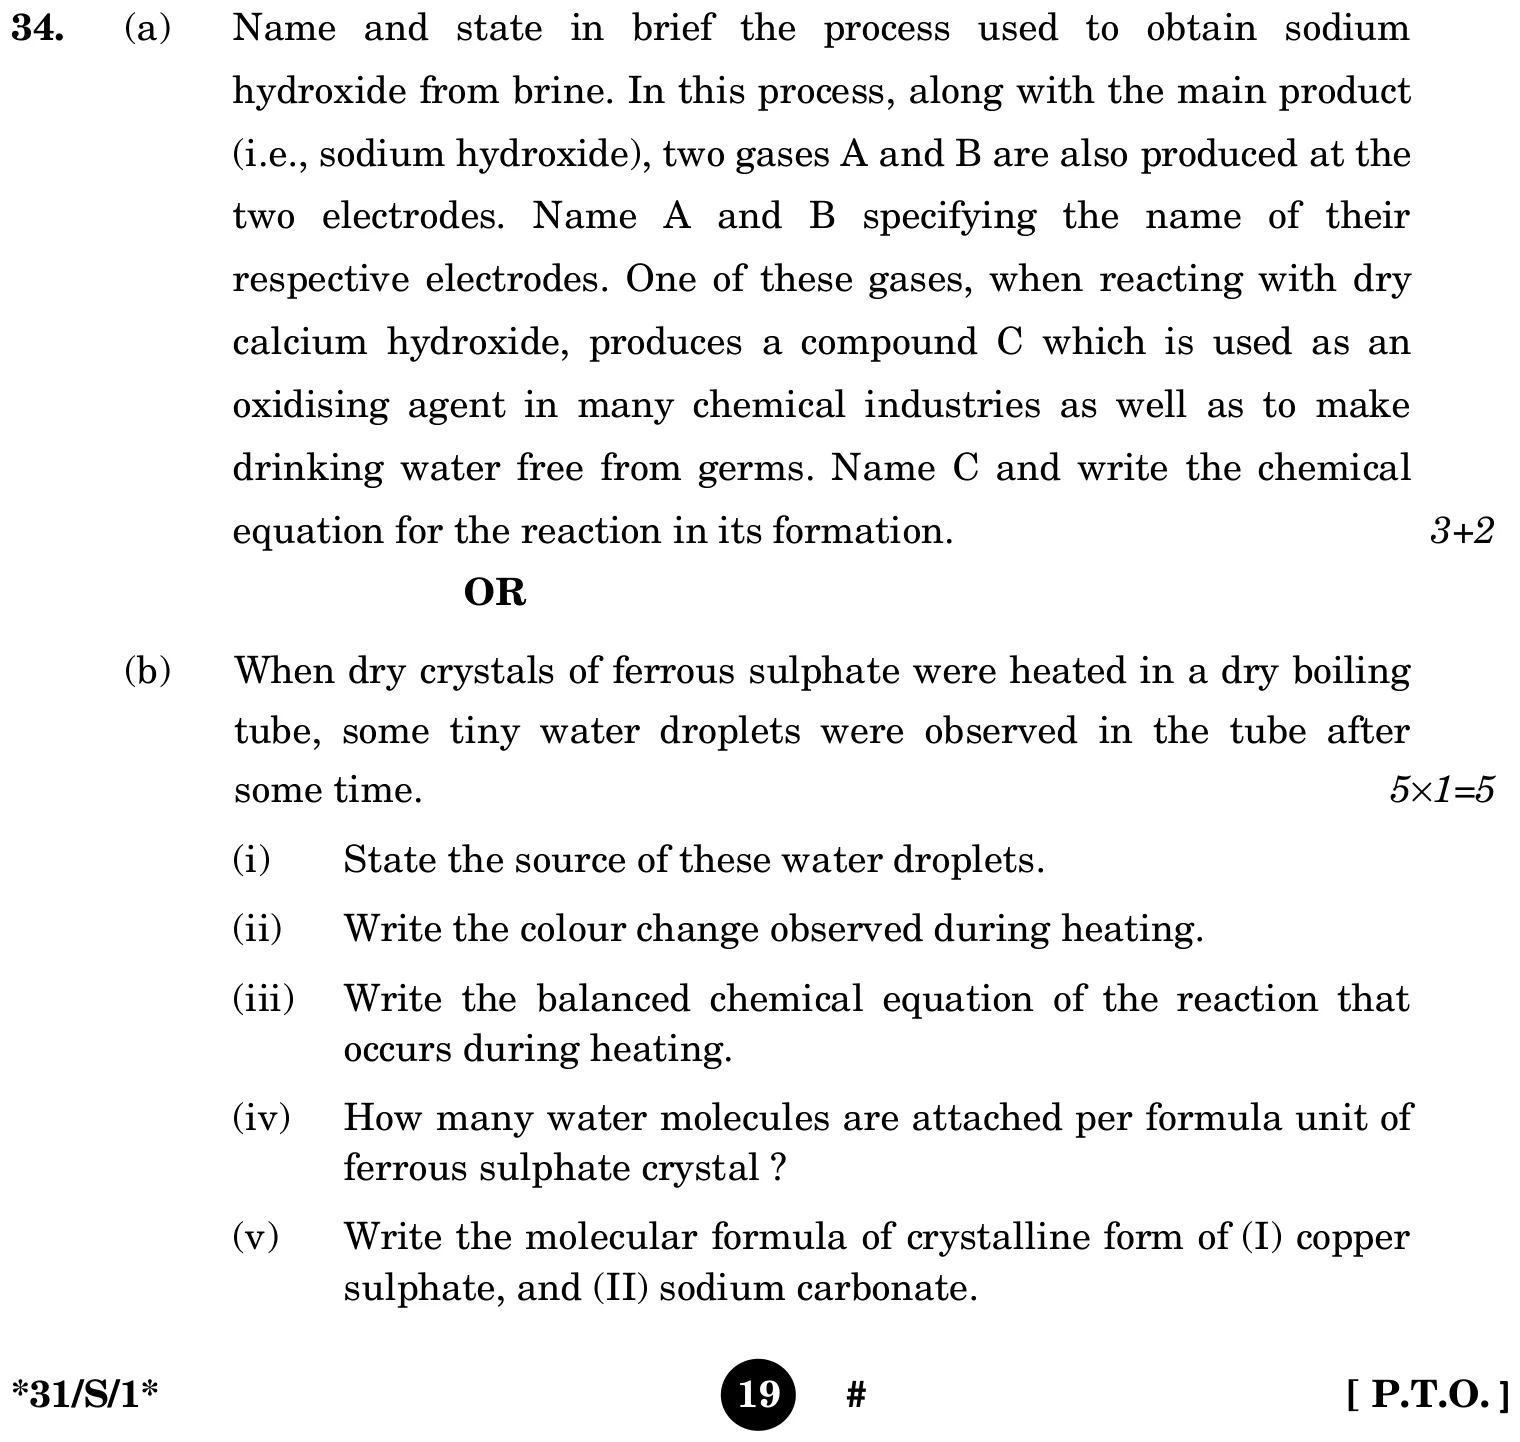 34. (a) Name and state in brief the process used to obtain sodium
hydroxide from brine. In this process, along with the main product
(i.e., sodium hydroxide), two gases A and B are also produced at the
two electrodes. Name A and B specifying the name of their
respective electrodes. One of these gases, when reacting with dry
calcium hydroxide, produces a compound C which is used as an
oxidising agent in many chemical industries as well as to make
drinking water free from germs. Name C and write the chemical
equation for the reaction in its formation. 3+2
OR
(b) When dry crystals of ferrous sulphate were heated in a dry boiling
tube, some tiny water droplets were observed in the tube after
some time. 5×1=5
(i) State the source of these water droplets.
(ii) Write the colour change observed during heating.
(iii) Write the balanced chemical equation of the reaction that
occurs during heating.
(iv) How many water molecules are attached per formula unit of
ferrous sulphate crystal ?
(v) Write the molecular formula of crystalline form of (I) copper
sulphate, and (II) sodium carbonate.
*31/S/1* 19 # [ P.T.O. ]